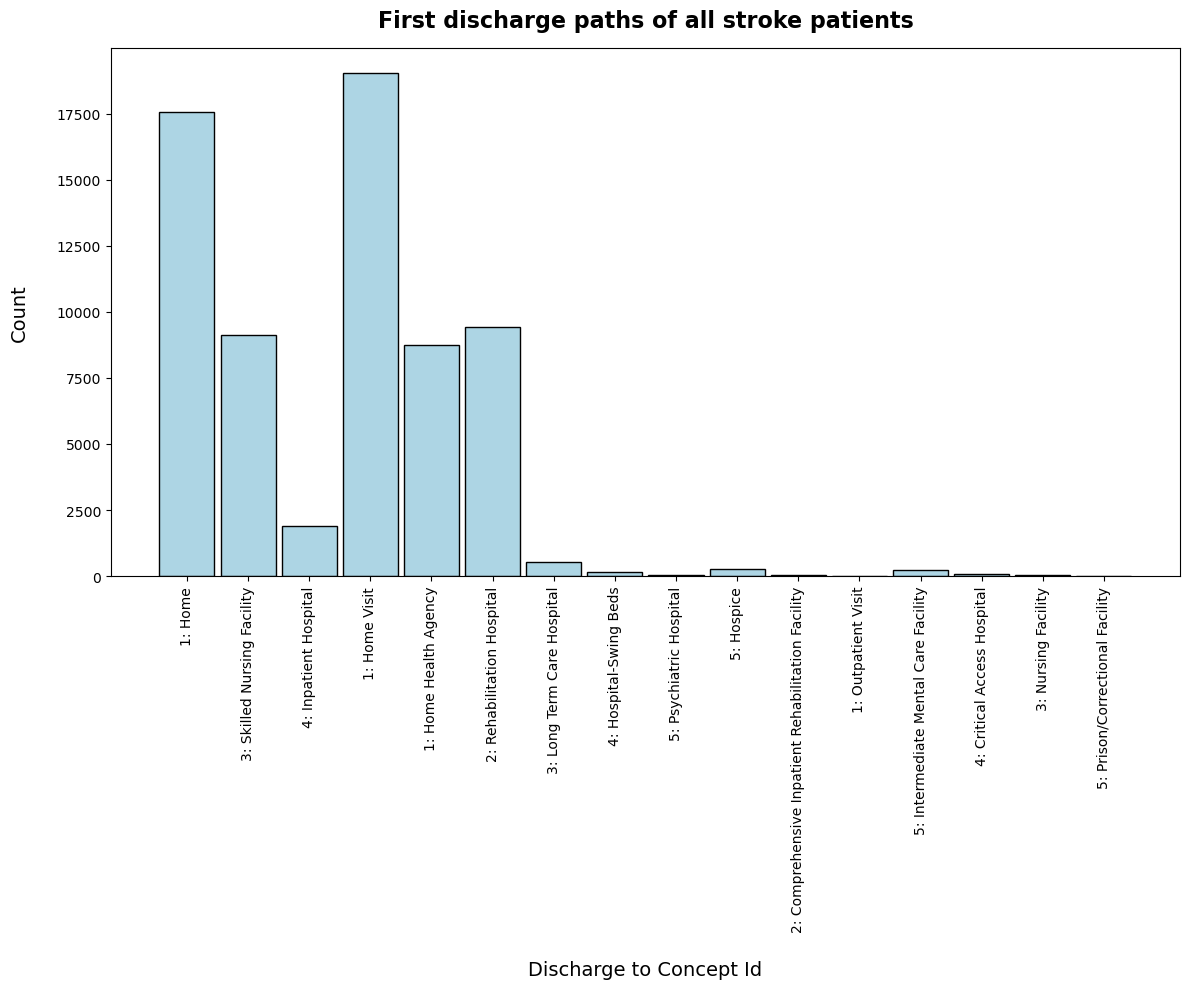 First discharge paths of all stroke patients
Count
17500
15000
12500
10000
7500
5000
2500
0
1: Home
3: Skilled Nursing Facility
4: Inpatient Hospital
1: Home Visit
1: Home Health Agency
2: Rehabilitation Hospital
3: Long Term Care Hospital
4: Hospital-Swing Beds
5: Psychiatric Hospital
5: Hospice
2: Comprehensive Inpatient Rehabilitation Facility
1: Outpatient Visit
5: Intermediate Mental Care Facility
4: Critical Access Hospital
3: Nursing Facility
5: Prison/Correctional Facility
Discharge to Concept Id